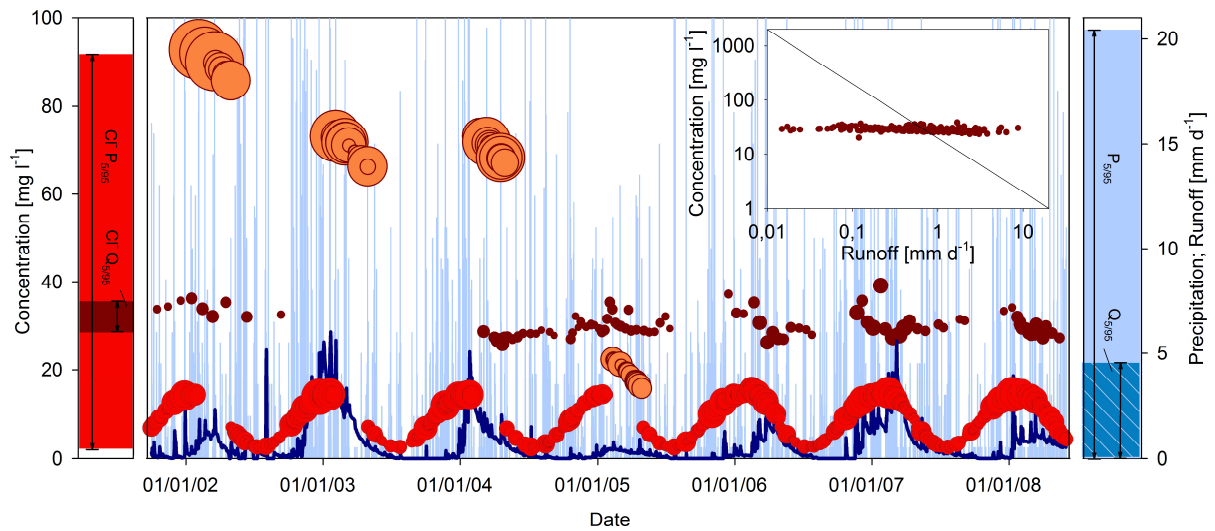 Concentration [mg l⁻¹]
100
80
60
40
20
0
Cl⁻ P5/95
Cl⁻ Q5/95
Concentration [mg l⁻¹]
2000
100
10
1
0,01
0,1
1
10
Runoff [mm d⁻¹]
P5/95
Q5/95
20
15
10
5
0
Precipitation; Runoff [mm d⁻¹]
01/01/02
01/01/03
01/01/04
01/01/05
01/01/06
01/01/07
01/01/08
Date